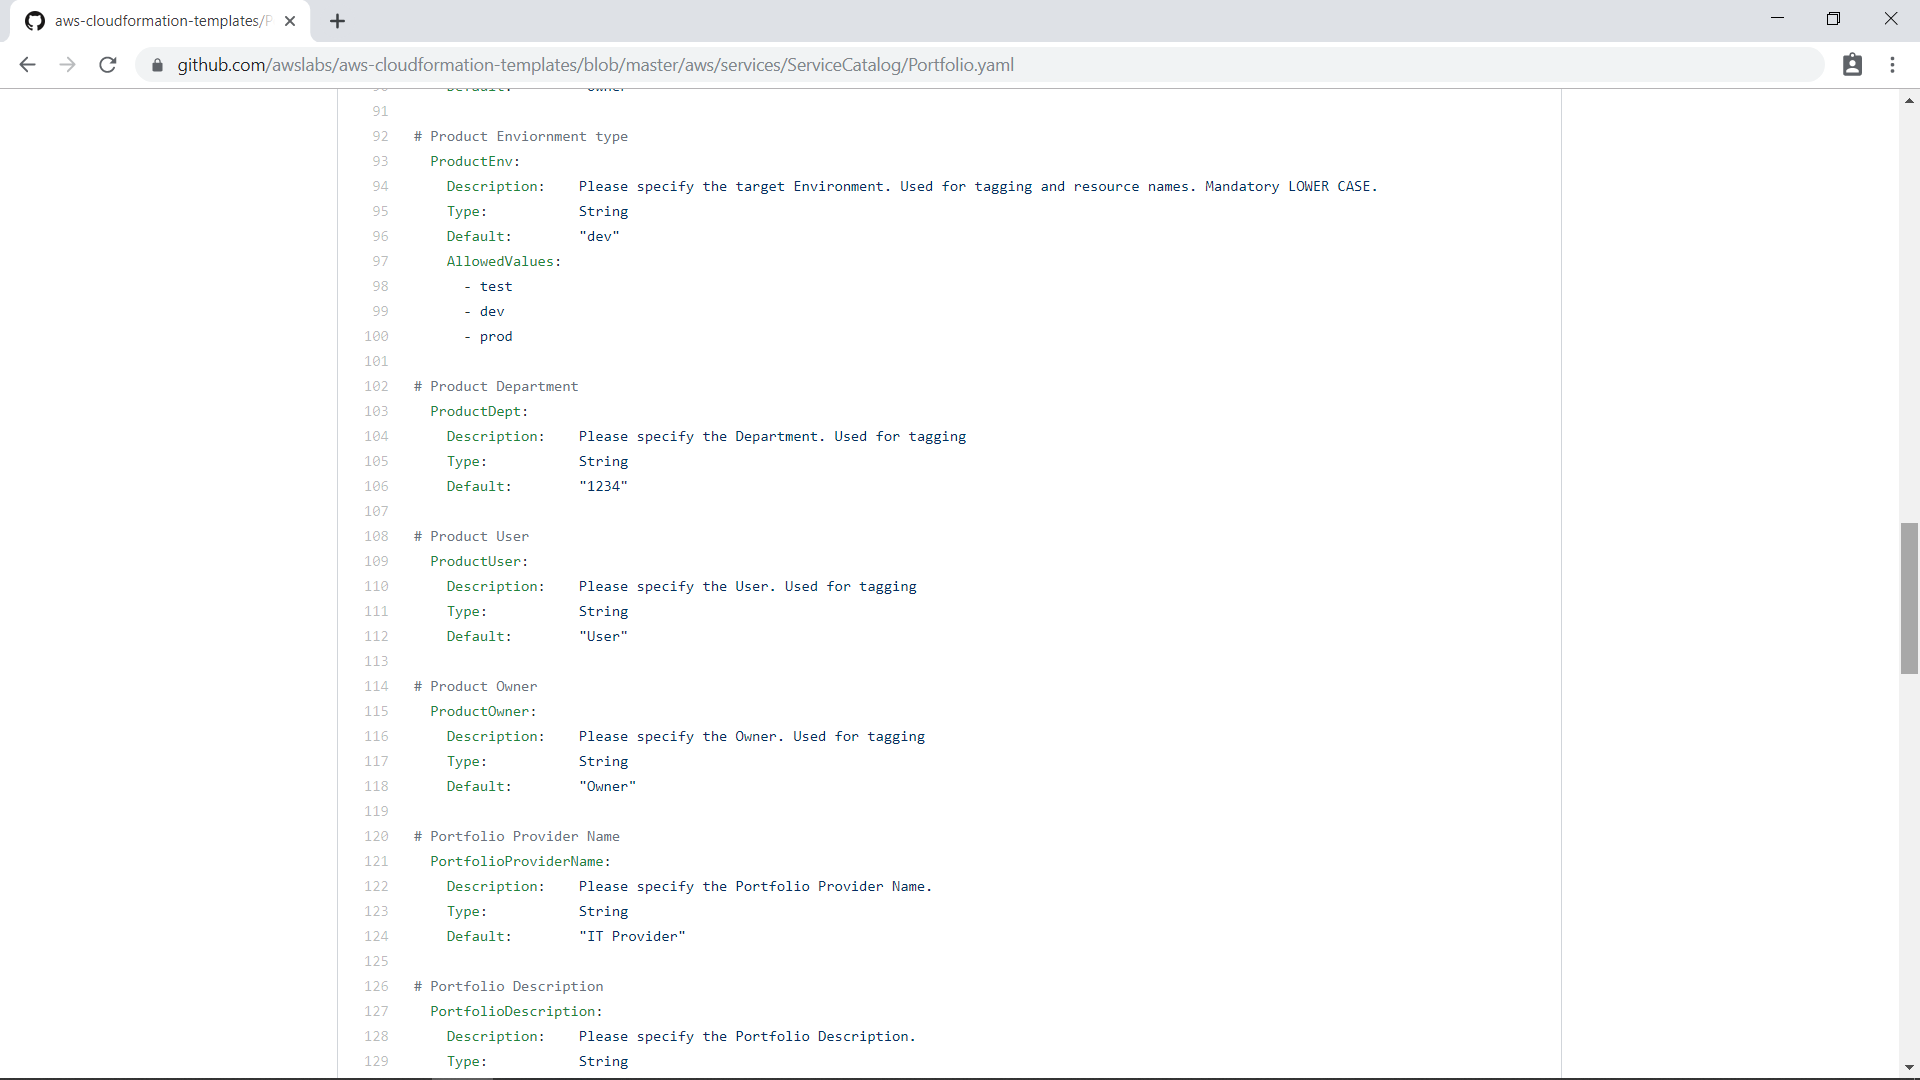 aws-cloudformation-templates/P
github.com/awslabs/aws-cloudformation-templates/blob/master/aws/services/ServiceCatalog/Portfolio.yaml
91
92 # Product Enviornment type
93 ProductEnv:
94 Description: Please specify the target Environment. Used for tagging and resource names. Mandatory LOWER CASE.
95 Type: String
96 Default: "dev"
97 AllowedValues:
98 - test
99 - dev
100 - prod
101
102 # Product Department
103 ProductDept:
104 Description: Please specify the Department. Used for tagging
105 Type: String
106 Default: "1234"
107
108 # Product User
109 ProductUser:
110 Description: Please specify the User. Used for tagging
111 Type: String
112 Default: "User"
113
114 # Product Owner
115 ProductOwner:
116 Description: Please specify the Owner. Used for tagging
117 Type: String
118 Default: "Owner"
119
120 # Portfolio Provider Name
121 PortfolioProviderName:
122 Description: Please specify the Portfolio Provider Name.
123 Type: String
124 Default: "IT Provider"
125
126 # Portfolio Description
127 PortfolioDescription:
128 Description: Please specify the Portfolio Description.
129 Type: String